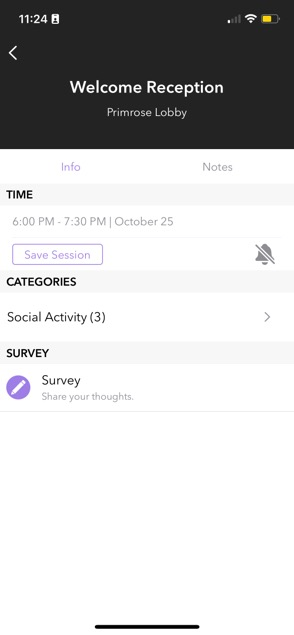 11:24
Welcome Reception
Primrose Lobby
Info
Notes
TIME
6:00 PM - 7:30 PM | October 25
Save Session
CATEGORIES
Social Activity (3)
SURVEY
Survey
Share your thoughts.